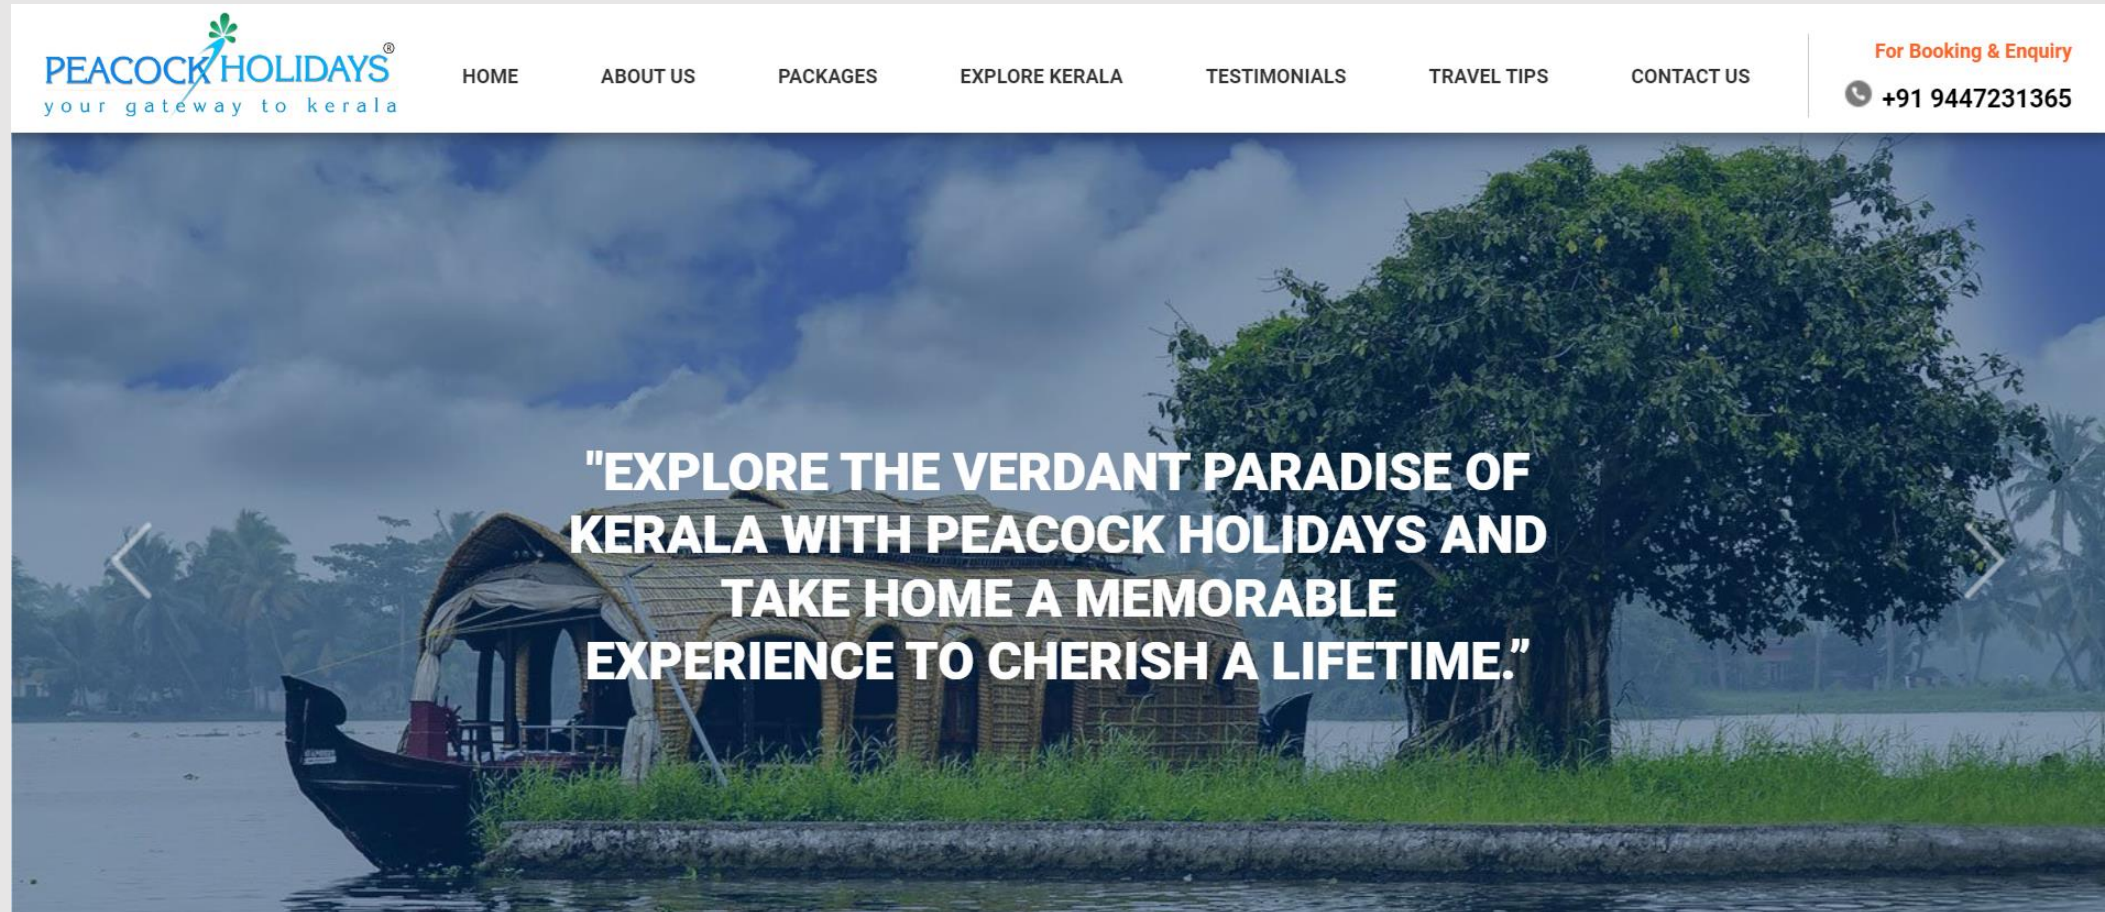 PEACOCK HOLIDAYS®
your gateway to kerala
HOME
ABOUT US
PACKAGES
EXPLORE KERALA
TESTIMONIALS
TRAVEL TIPS
CONTACT US
For Booking & Enquiry
+91 9447231365
"EXPLORE THE VERDANT PARADISE OF
KERALA WITH PEACOCK HOLIDAYS AND
TAKE HOME A MEMORABLE
EXPERIENCE TO CHERISH A LIFETIME.”